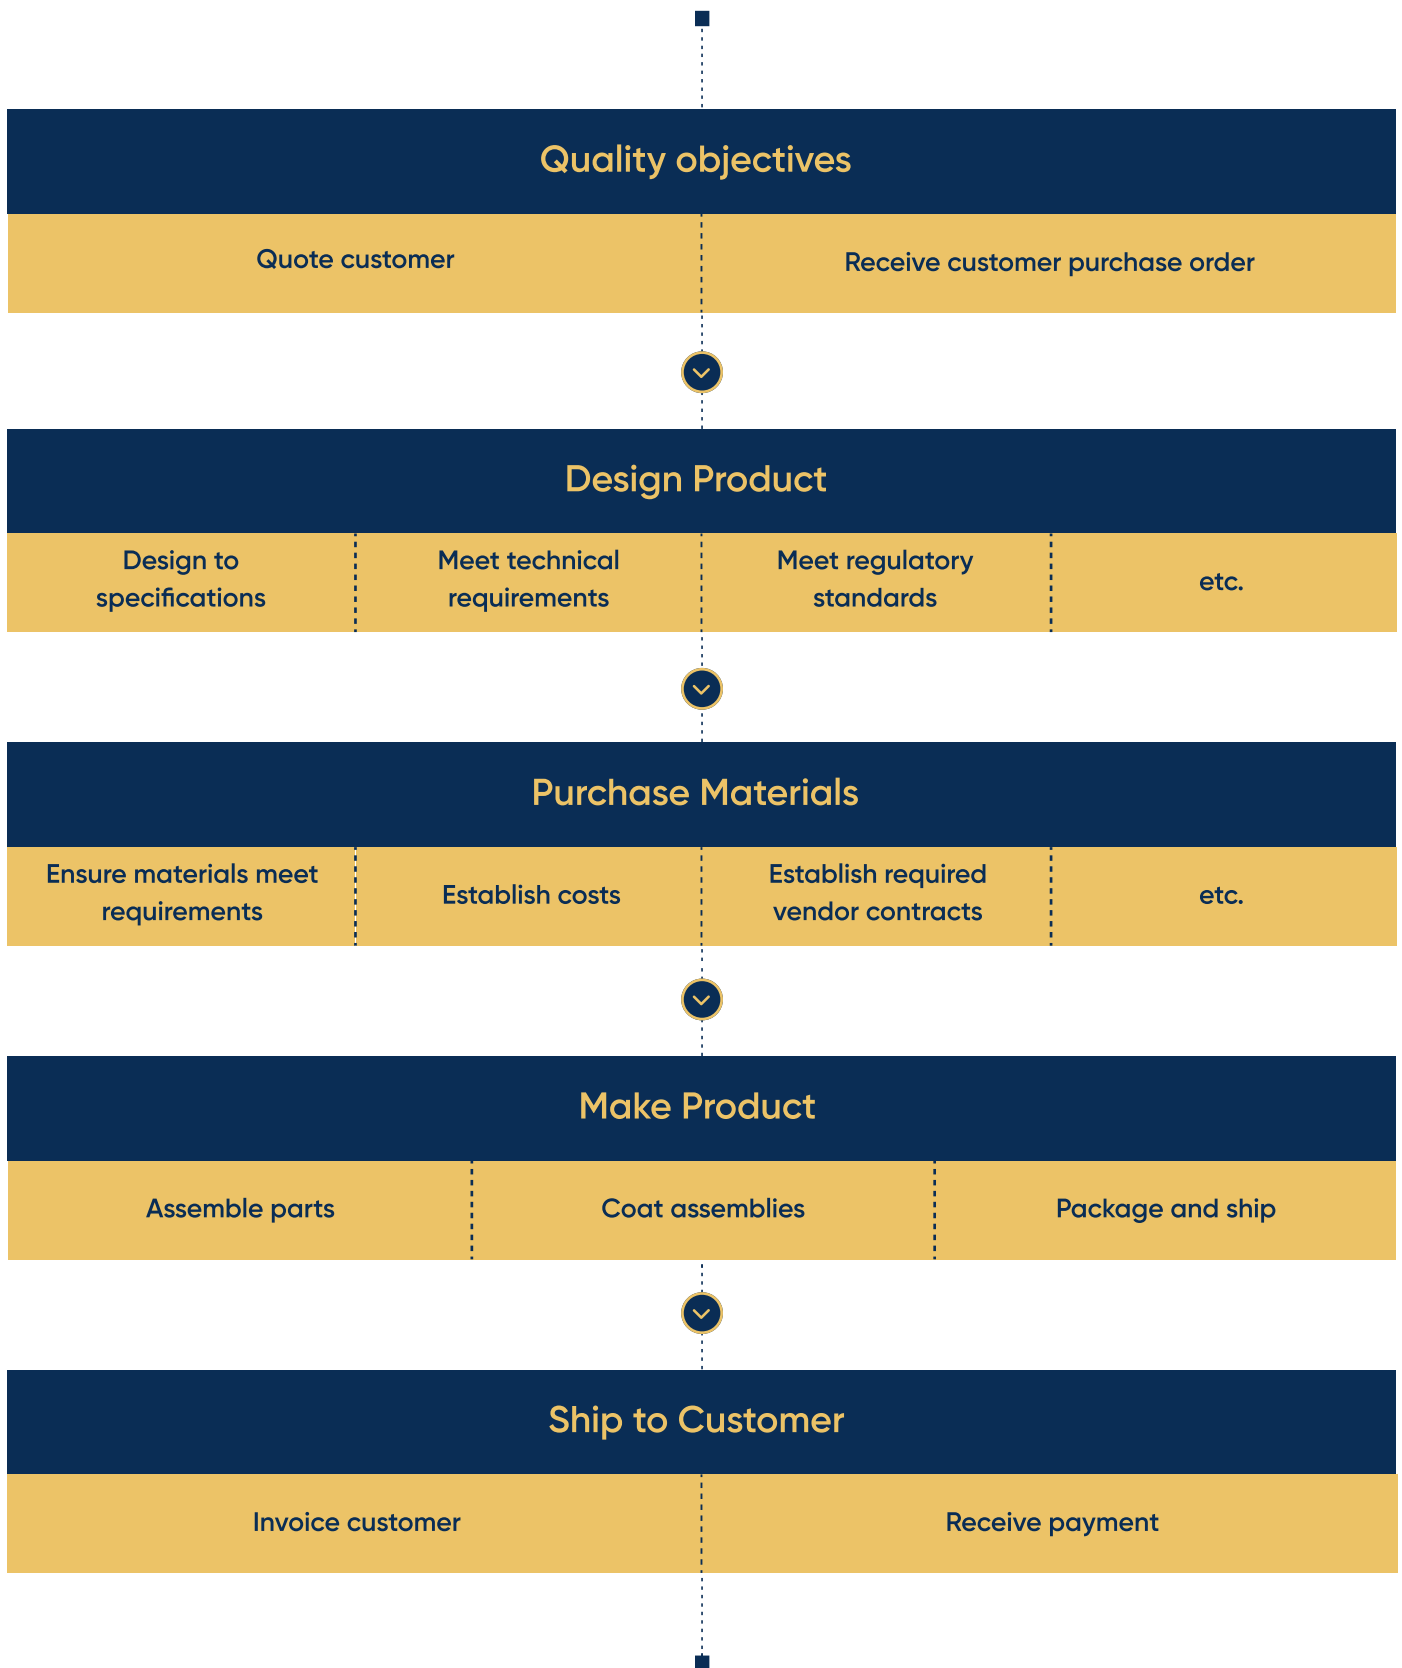 Quality objectives
Quote customer
Receive customer purchase order
Design Product
Design to
specifications
Meet technical
requirements
Meet regulatory
standards
etc.
Purchase Materials
Ensure materials meet
requirements
Establish costs
Establish required
vendor contracts
etc.
Make Product
Assemble parts
Coat assemblies
Package and ship
Ship to Customer
Invoice customer
Receive payment